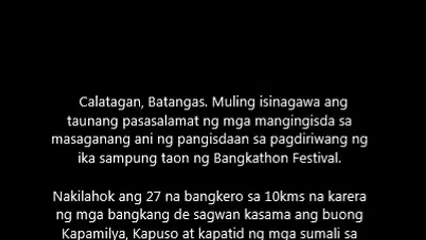 Calatagan, Batangas. Muling isinagawa ang
taunang pasasalamat ng mga mangingisda sa
masaganang ani ng pangisdaan sa pagdiriwang ng
ika sampung taon ng Bangkathon Festival.
Nakilahok ang 27 na bangkero sa 10kms na karera
ng mga bangkang de sagwan kasama ang buong
Kapamilya, Kapuso at kapatid ng mga sumali sa